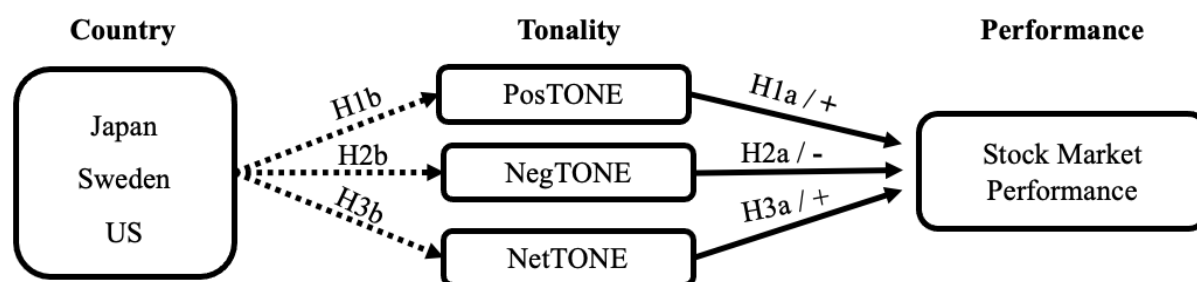 Country
Tonality
Performance
Japan
Sweden
US
H1b
H2b
H3b
PosTONE
NegTONE
NetTONE
H1a / +
H2a / -
H3a / +
Stock Market
Performance